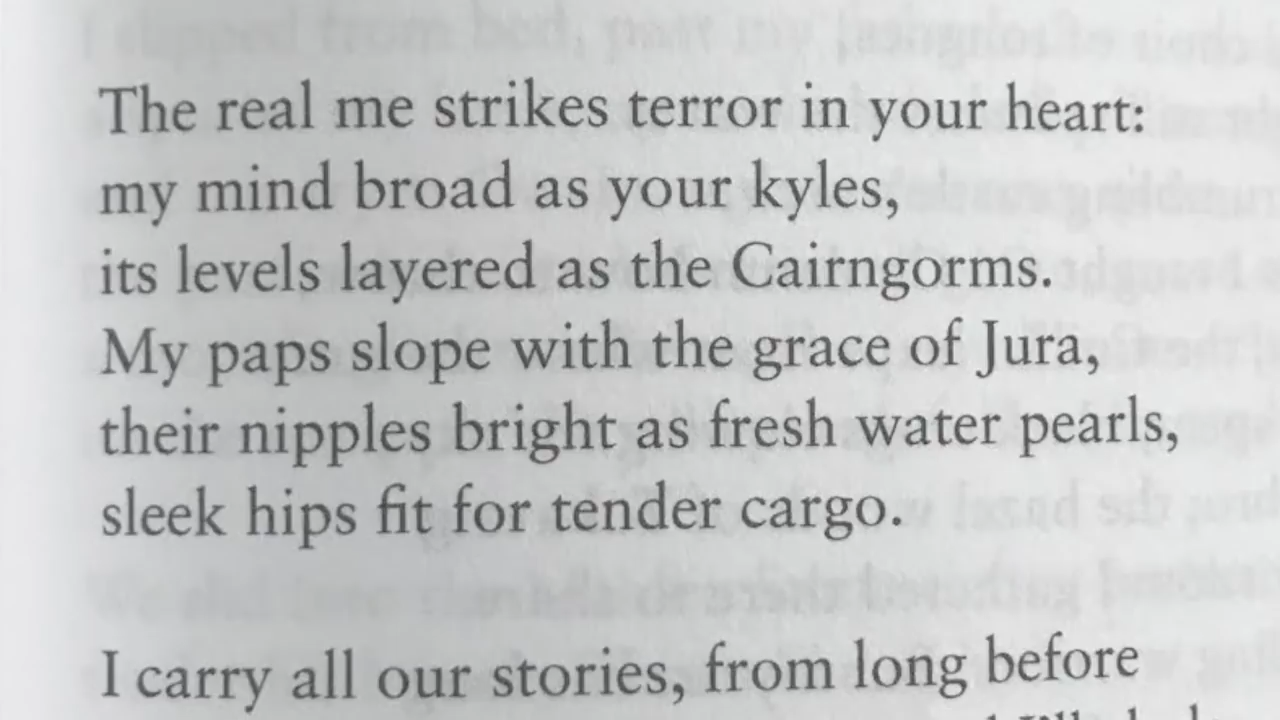 The real me strikes terror in your heart:
my mind broad as your kyles,
its levels layered as the Cairngorms.
My paps slope with the grace of Jura,
their nipples bright as fresh water pearls,
sleek hips fit for tender cargo.
I carry all our stories, from long before